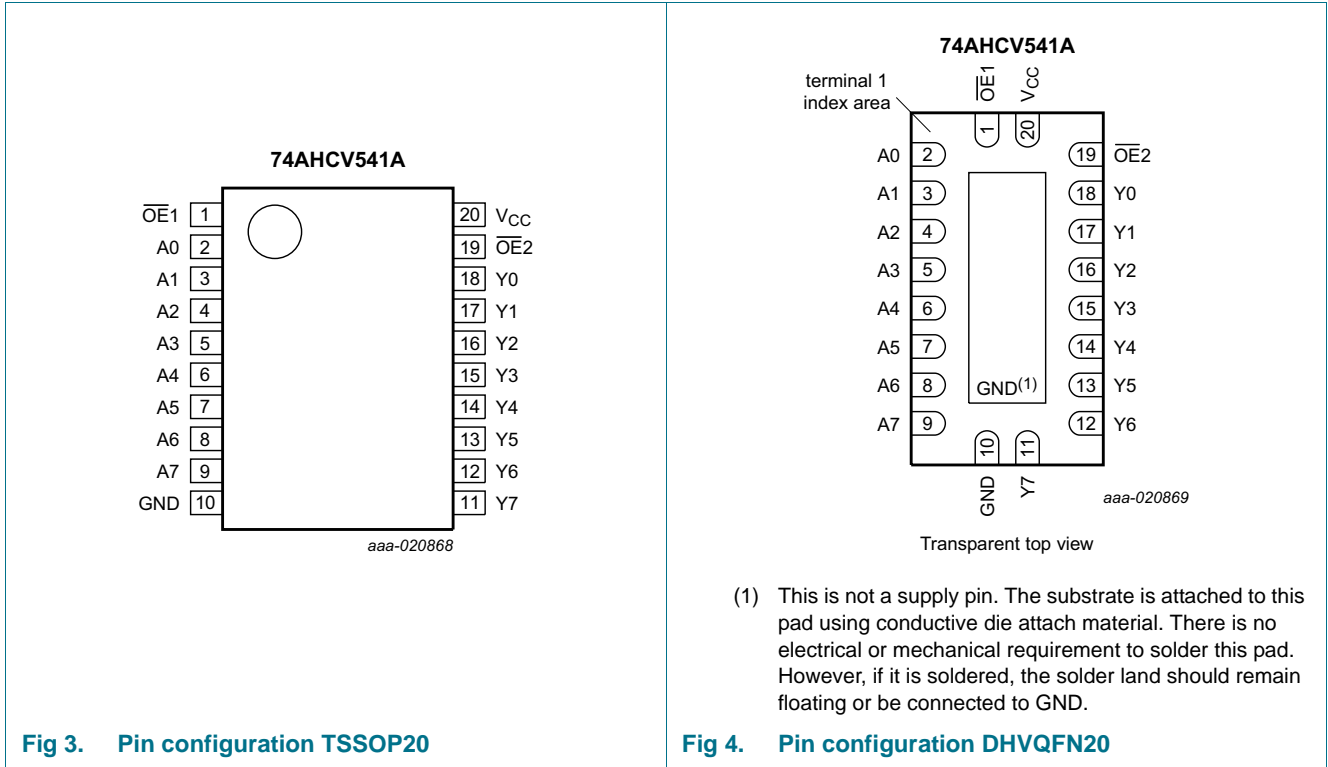 74AHCV541A
OE1 1
A0 2
A1 3
A2 4
A3 5
A4 6
A5 7
A6 8
A7 9
GND 10
20 VCC
19 OE2
18 Y0
17 Y1
16 Y2
15 Y3
14 Y4
13 Y5
12 Y6
11 Y7
aaa-020868
Fig 3. Pin configuration TSSOP20
74AHCV541A
terminal 1
index area
OE1
VCC
1
20
A0 2
A1 3
A2 4
A3 5
A4 6
A5 7
A6 8
A7 9
19 OE2
18 Y0
17 Y1
16 Y2
15 Y3
14 Y4
13 Y5
12 Y6
GND(1)
10
11
GND
Y7
aaa-020869
Transparent top view
(1) This is not a supply pin. The substrate is attached to this
pad using conductive die attach material. There is no
electrical or mechanical requirement to solder this pad.
However, if it is soldered, the solder land should remain
floating or be connected to GND.
Fig 4. Pin configuration DHVQFN20